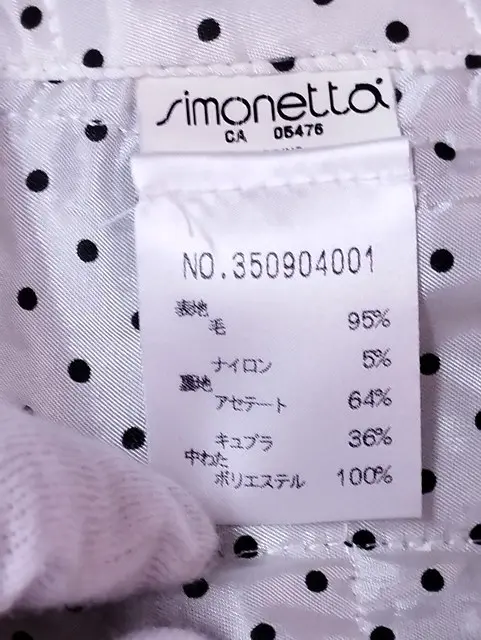 simonetta
CA 05476
NO.350904001
表地
毛 95%
ナイロン 5%
裏地
アセテート 64%
キュプラ 36%
中わた
ポリエステル 100%